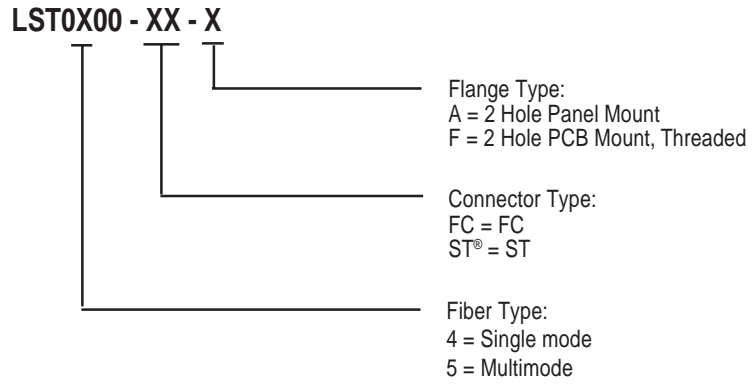 LST0X00 - XX - X
Flange Type:
A = 2 Hole Panel Mount
F = 2 Hole PCB Mount, Threaded
Connector Type:
FC = FC
ST® = ST
Fiber Type:
4 = Single mode
5 = Multimode